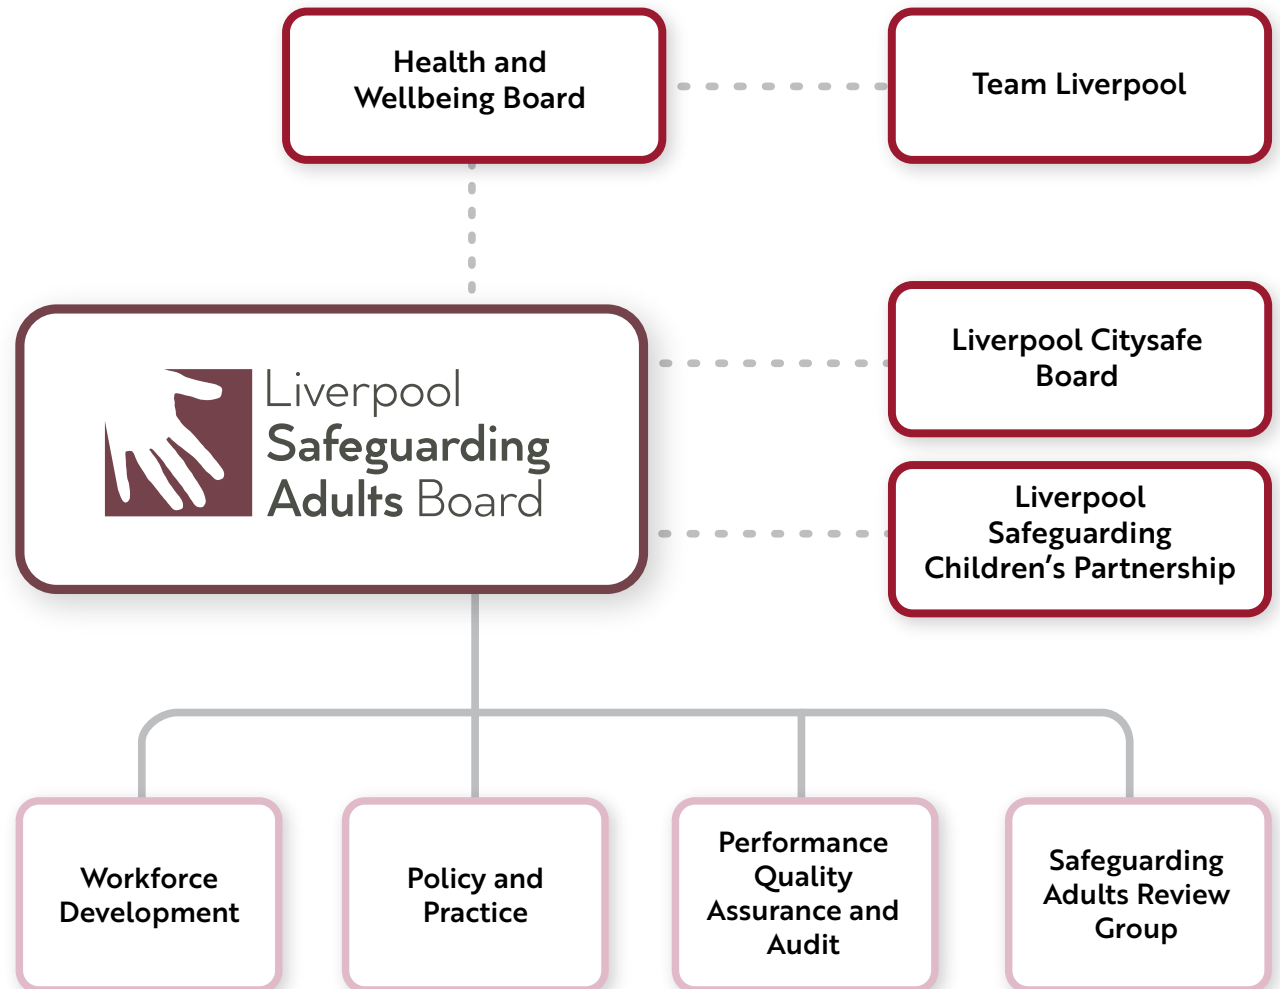 Health and
Wellbeing Board
Team Liverpool
Liverpool
Safeguarding
Adults Board
Liverpool Citysafe
Board
Liverpool
Safeguarding
Children’s Partnership
Workforce
Development
Policy and
Practice
Performance
Quality
Assurance and
Audit
Safeguarding
Adults Review
Group